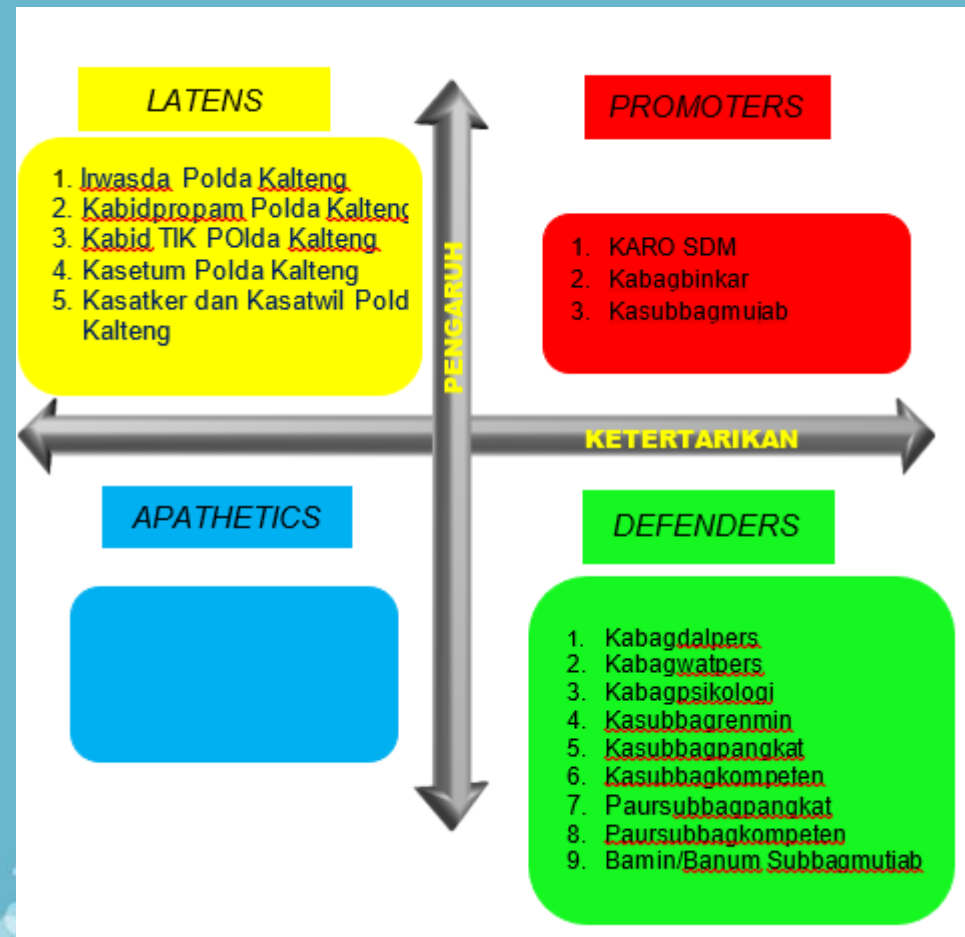 LATENS
1. Irwasda Polda Kalteng
2. Kabidpropam Polda Kalteng
3. Kabid TIK POlda Kalteng
4. Kasetum Polda Kalteng
5. Kasatker dan Kasatwil Pold
Kalteng
PROMOTERS
1. KARO SDM
2. Kabagbinkar
3. Kasubbagmujab
PENGARUH
KETERTARIKAN
APATHETICS
DEFENDERS
1. Kabagdalpers
2. Kabagwatpers
3. Kabagpsikologi
4. Kasubbagrenmin
5. Kasubbagpangkat
6. Kasubbagkompeten
7. Paursubbagpangkat
8. Paursubbagkompeten
9. Bamin/Banum Subbagmutjab